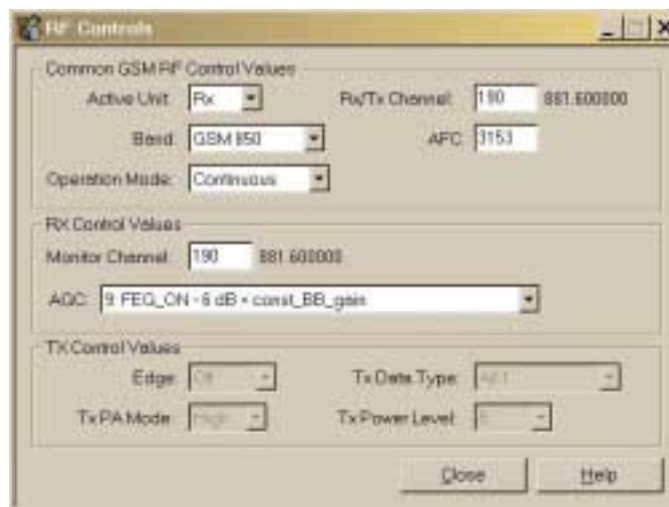 RF Controls
Common GSM RF Control Values
Active Unit: Rx Rx/Tx Channel: 190 881.600000
Band: GSM 850 AFC: 3153
Operation Mode: Continuous
RX Control Values
Monitor Channel: 190 881.600000
AGC: 9: FEG_ON - 6 dB + const_BB_gain
TX Control Values
Edge: Off Tx Data Type: All 1
Tx PA Mode: High Tx Power Level:
Close Help